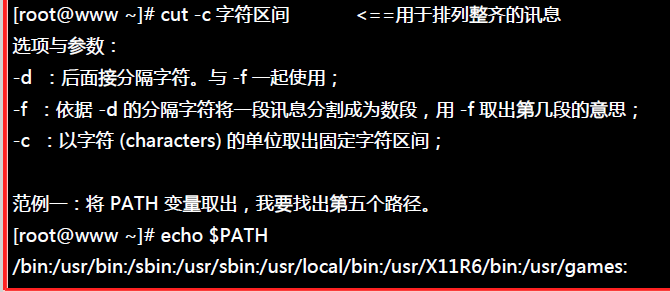 [root@www ~]# cut -c 字符区间 <==用于排列整齐的讯息
选项与参数：
-d ：后面接分隔字符。与 -f 一起使用；
-f ：依据 -d 的分隔字符将一段讯息分割成为数段，用 -f 取出第几段的意思；
-c ：以字符 (characters) 的单位取出固定字符区间；
范例一：将 PATH 变量取出，我要找出第五个路径。
[root@www ~]# echo $PATH
/bin:/usr/bin:/sbin:/usr/sbin:/usr/local/bin:/usr/X11R6/bin:/usr/games: